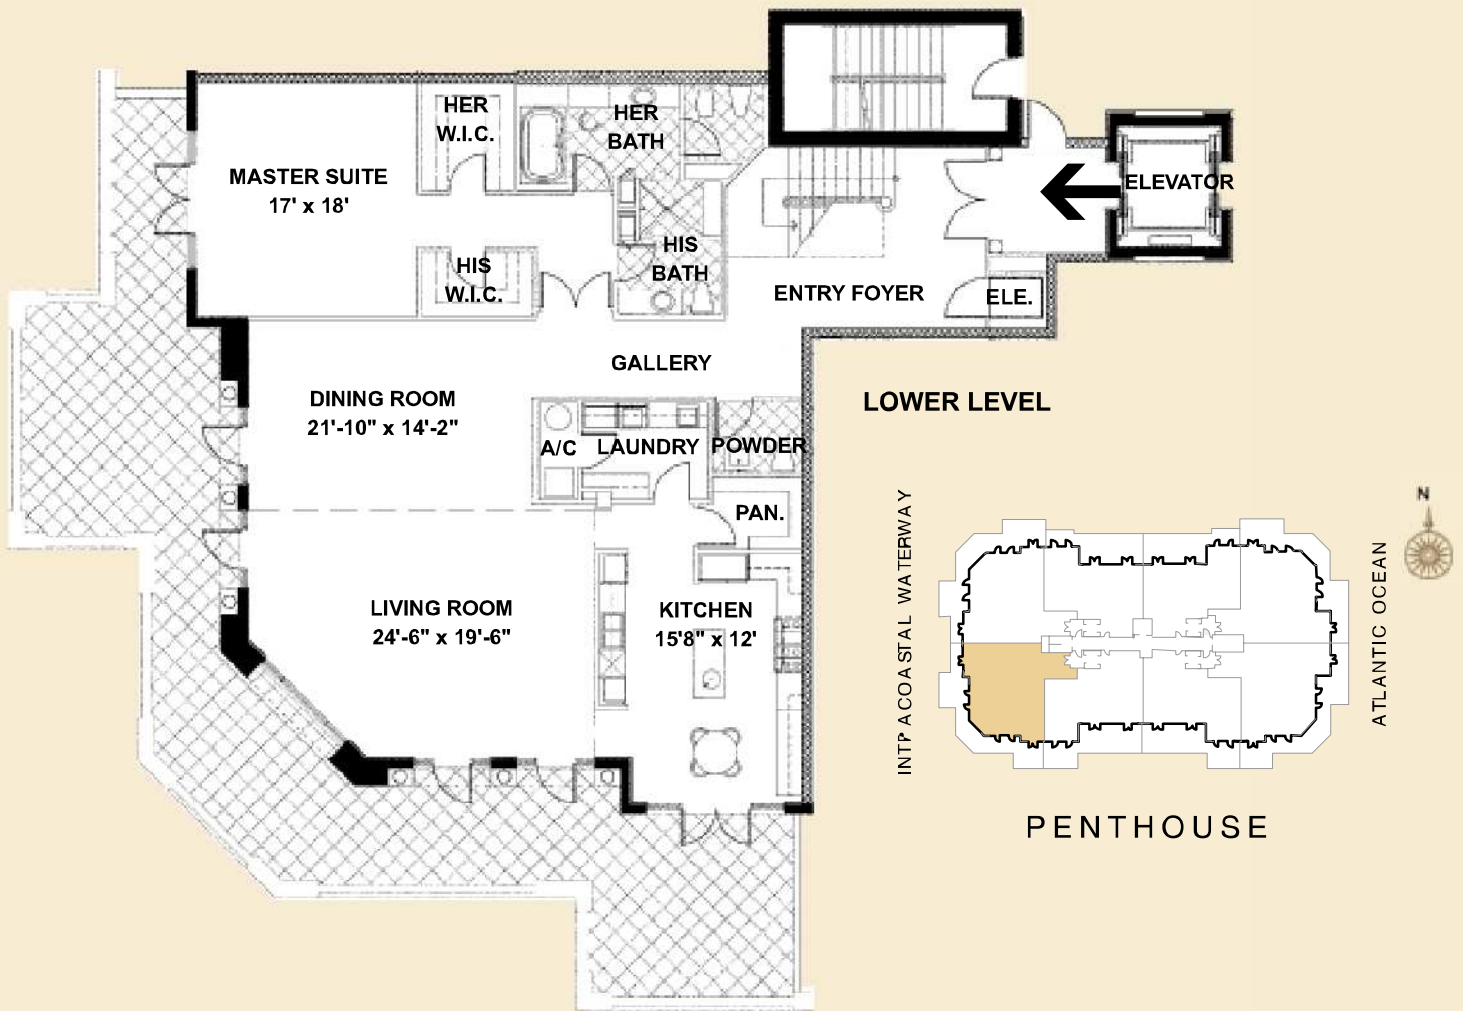 HER
W.I.C.
HER
BATH
MASTER SUITE
17' x 18'
ELEVATOR
HIS
W.I.C.
HIS
BATH
ENTRY FOYER
ELE.
GALLERY
DINING ROOM
21'-10" x 14'-2"
LOWER LEVEL
A/C
LAUNDRY
POWDER
PAN.
LIVING ROOM
24'-6" x 19'-6"
KITCHEN
15'8" x 12'
N
INTP ACOASTAL WATERWAY
ATLANTIC OCEAN
PENTHOUSE